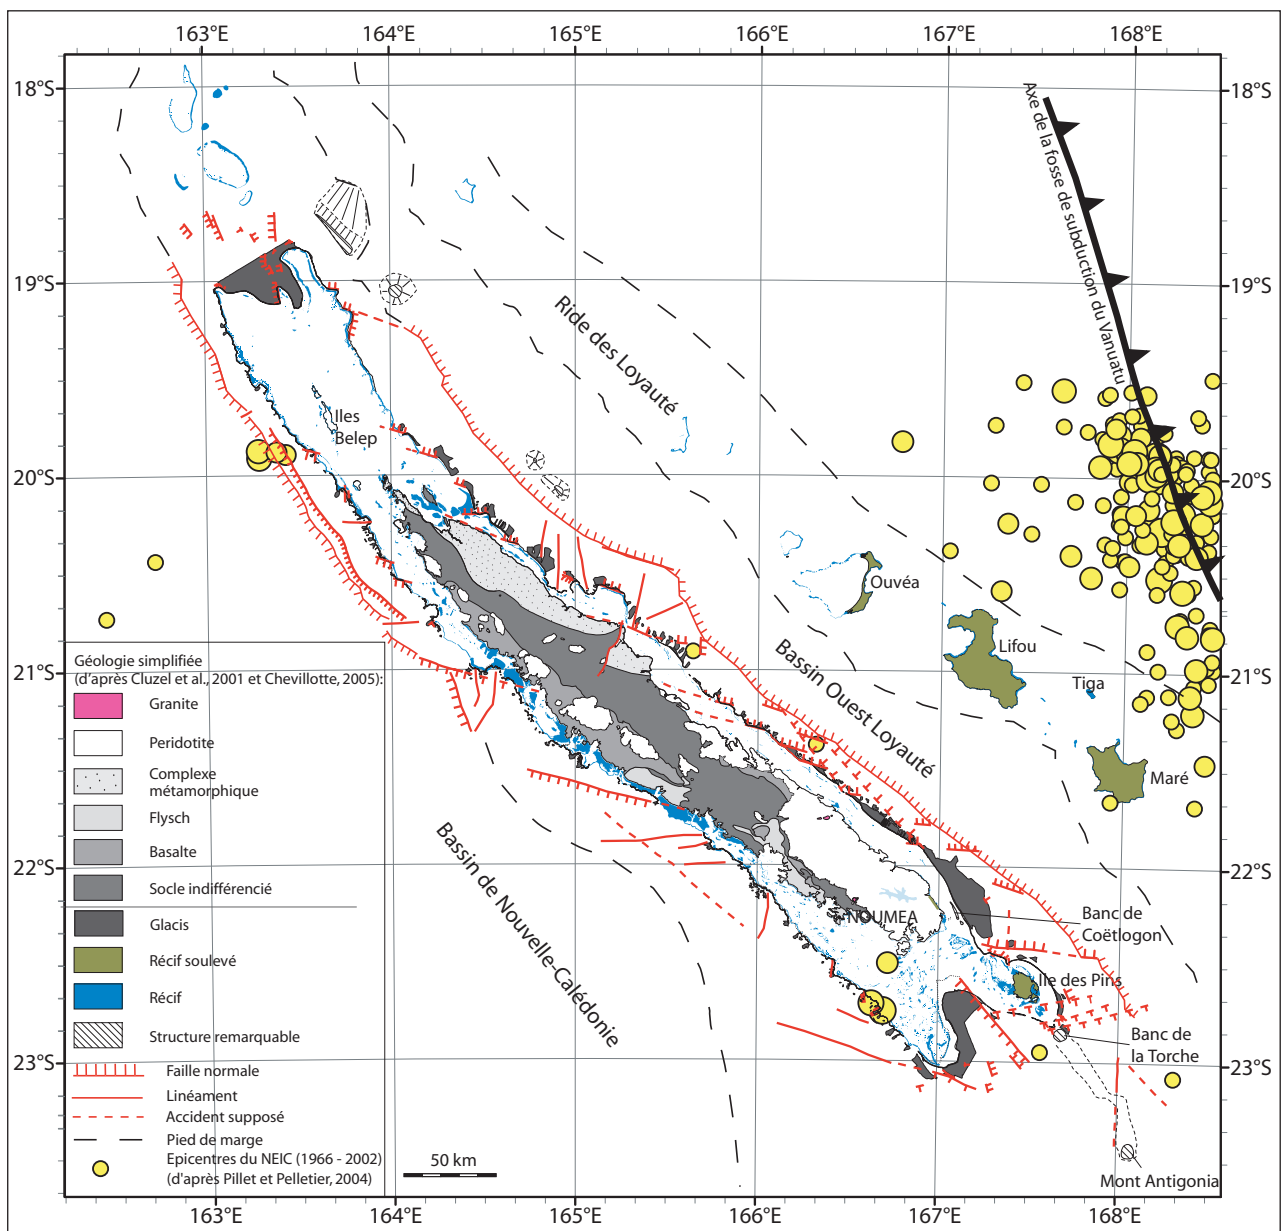 163°E 164°E 165°E 166°E 167°E 168°E
18°S 18°S
Axe de la fosse de subduction du Vanuatu
19°S 19°S
Ride des Loyauté
Iles
Belep
20°S 20°S
Ouvéa
Lifou
Bassin Ouest Loyauté
Tiga
21°S 21°S
Maré
Géologie simplifiée
(d'après Cluzel et al., 2001 et Chevillotte, 2005):
Granite
Peridotite
Complexe
métamorphique
Flysch
Basalte
Socle indifférencié
Glacis
Récif soulevé
Récif
Structure remarquable
Faille normale
Linéament
Accident supposé
Pied de marge
Epicentres du NEIC (1966 - 2002)
(d'après Pillet et Pelletier, 2004)
50 km
Bassin de Nouvelle-Calédonie
22°S 22°S
NOUMEA
Banc de
Coëtlogon
Ile des Pins
Banc de
la Torche
23°S 23°S
Mont Antigonia
163°E 164°E 165°E 166°E 167°E 168°E